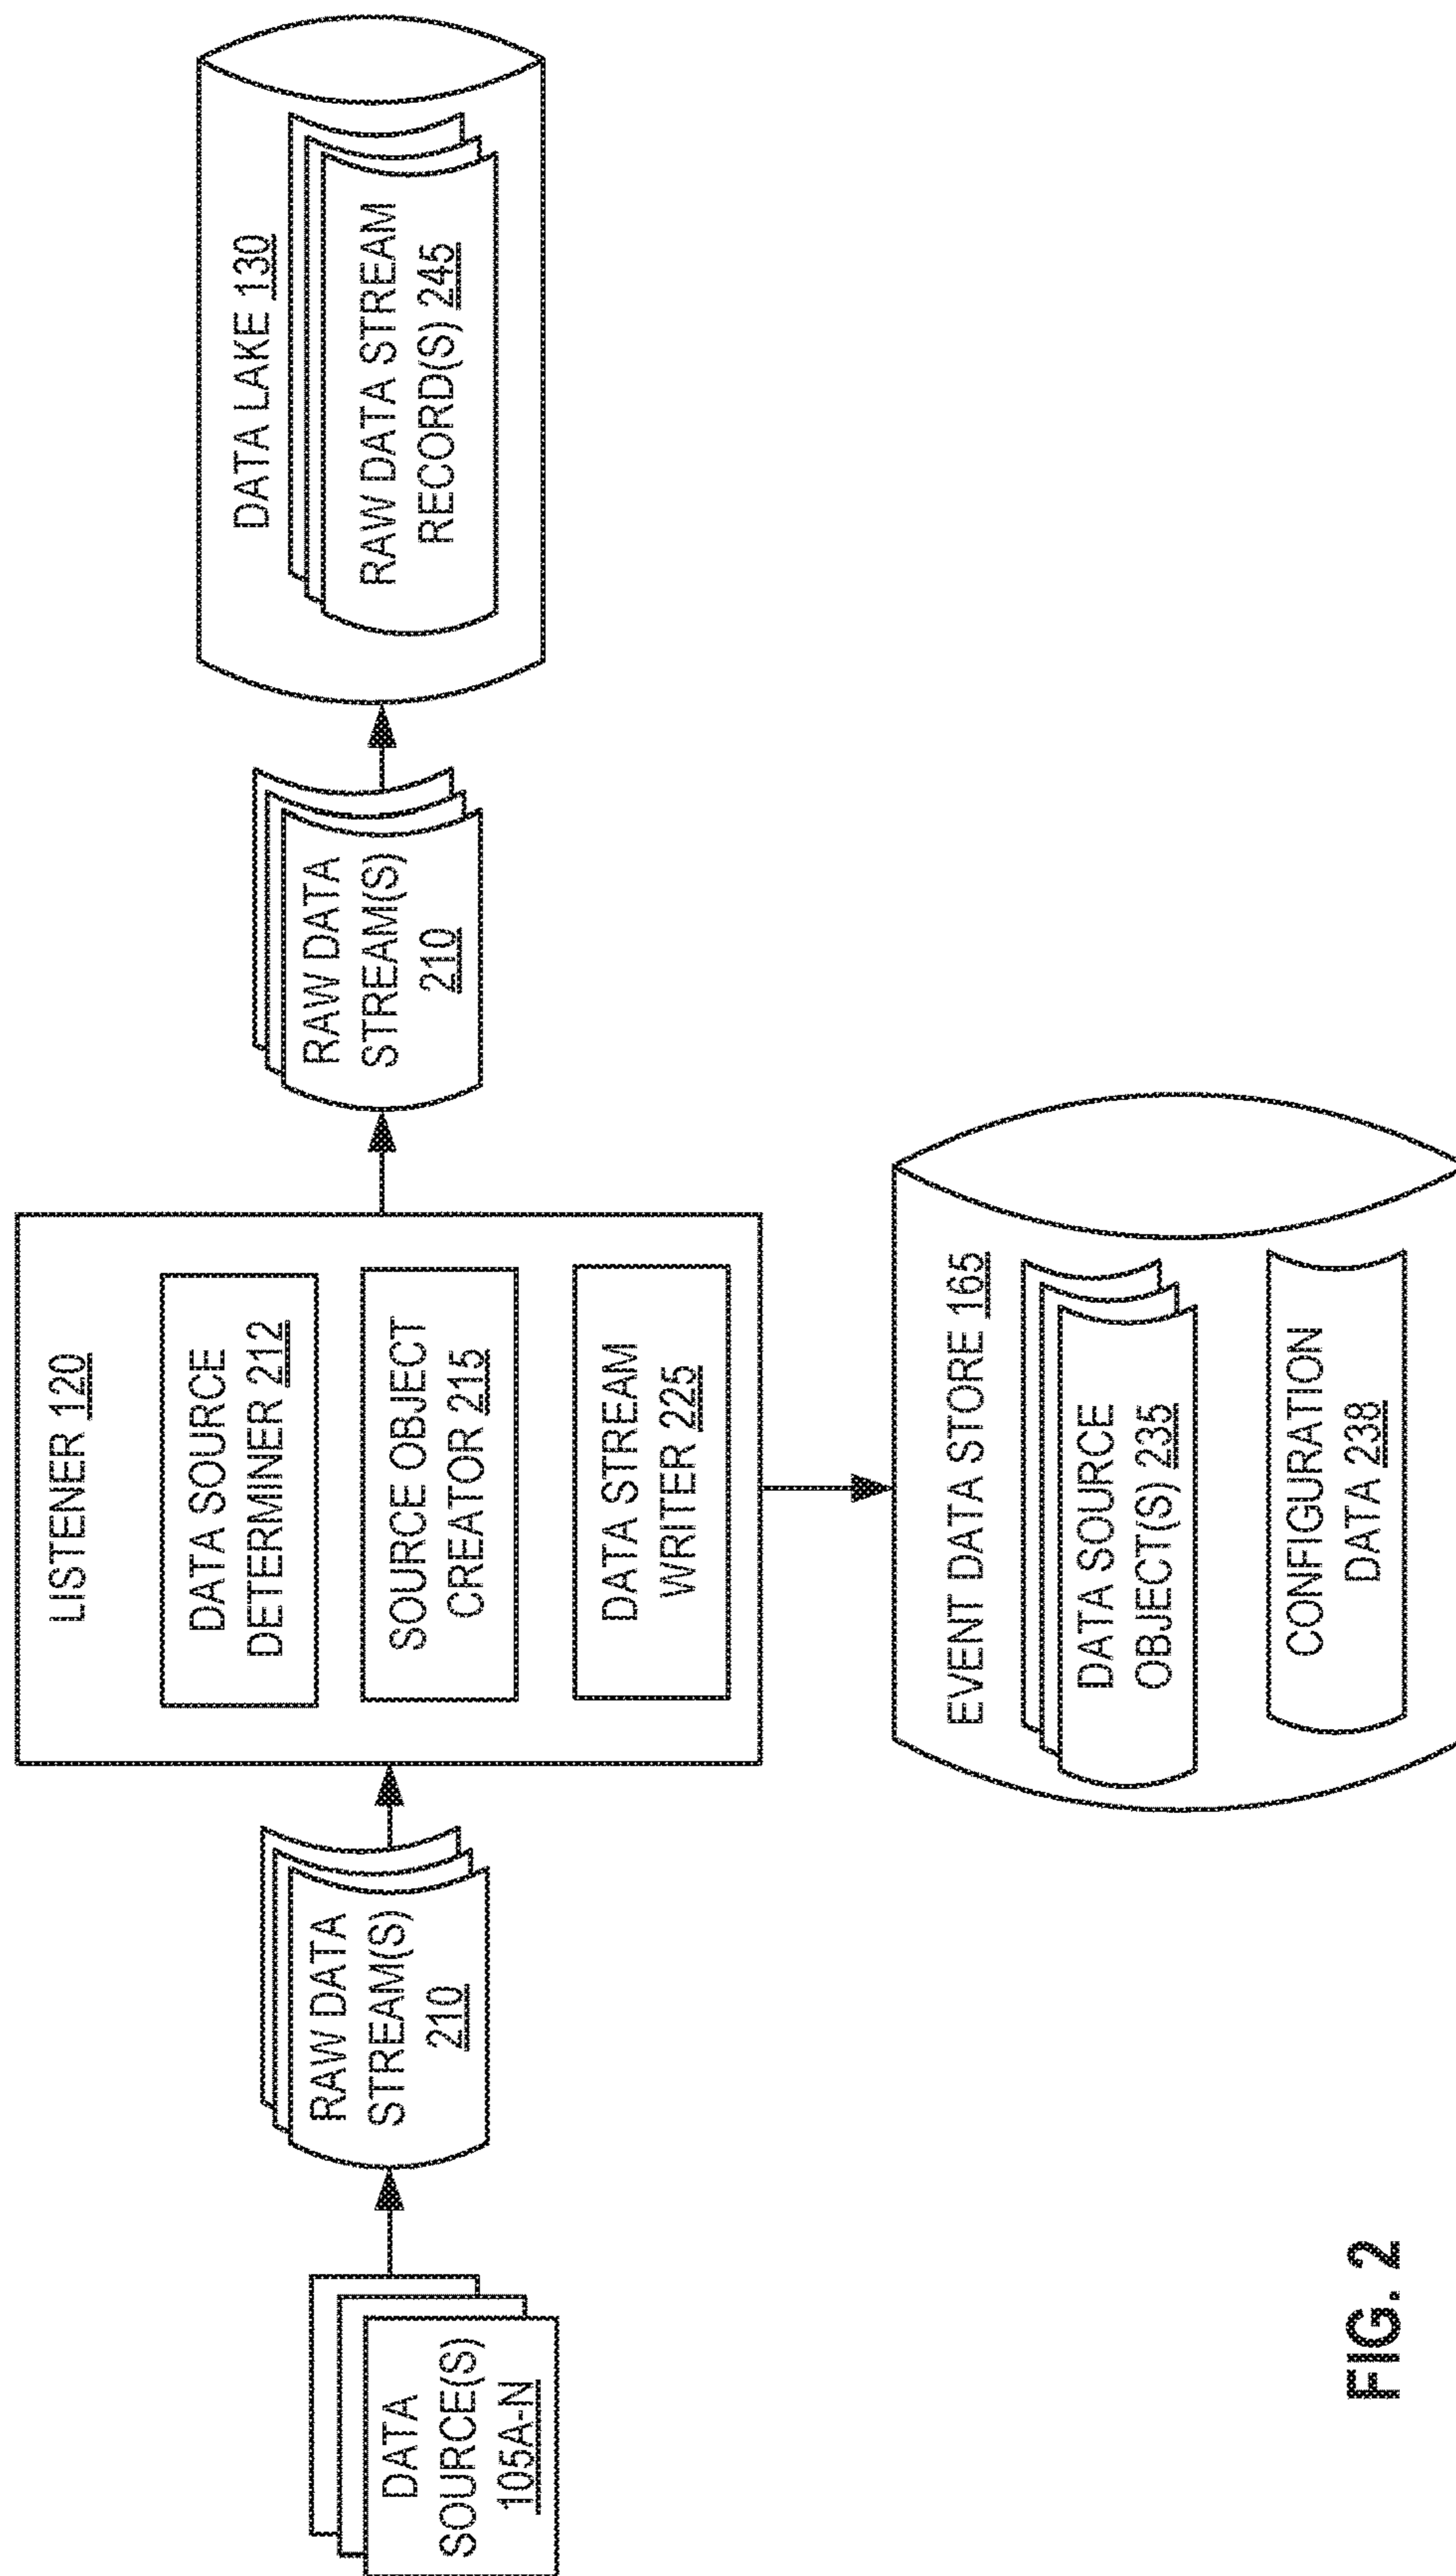 DATA
SOURCE(S)
105A-N
RAW DATA
STREAM(S)
210
LISTENER 120
DATA SOURCE
DETERMINER 212
SOURCE OBJECT
CREATOR 215
DATA STREAM
WRITER 225
RAW DATA
STREAM(S)
210
DATA LAKE 130
RAW DATA STREAM
RECORD(S) 245
EVENT DATA STORE 165
DATA SOURCE
OBJECT(S) 235
CONFIGURATION
DATA 238
FIG. 2